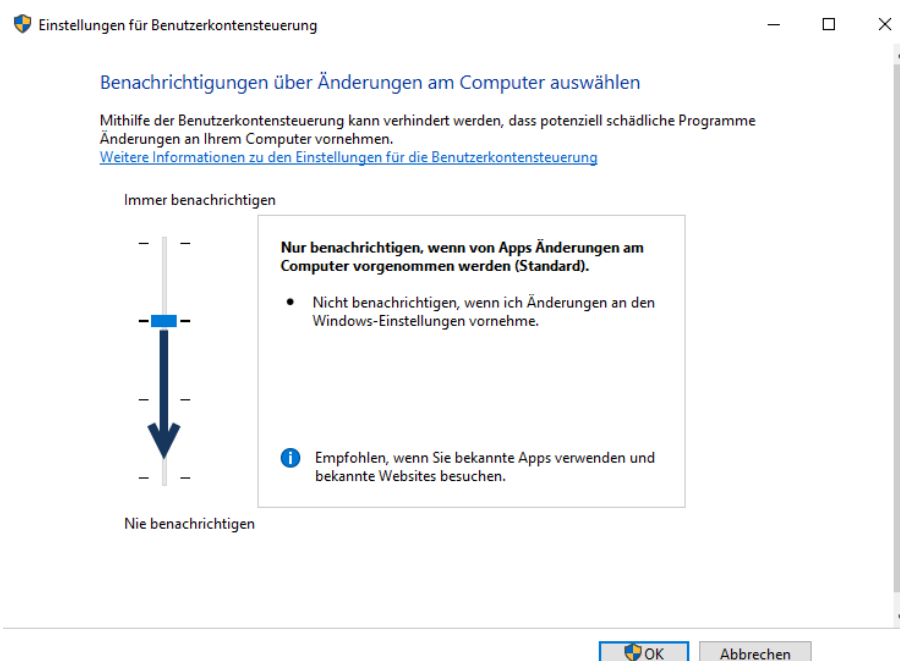 Einstellungen für Benutzerkontensteuerung
Benachrichtigungen über Änderungen am Computer auswählen
Mithilfe der Benutzerkontensteuerung kann verhindert werden, dass potenziell schädliche Programme
Änderungen an Ihrem Computer vornehmen.
Weitere Informationen zu den Einstellungen für die Benutzerkontensteuerung
Immer benachrichtigen
Nur benachrichtigen, wenn von Apps Änderungen am
Computer vorgenommen werden (Standard).
• Nicht benachrichtigen, wenn ich Änderungen an den
Windows-Einstellungen vornehme.
Empfohlen, wenn Sie bekannte Apps verwenden und
bekannte Websites besuchen.
Nie benachrichtigen
OK
Abbrechen